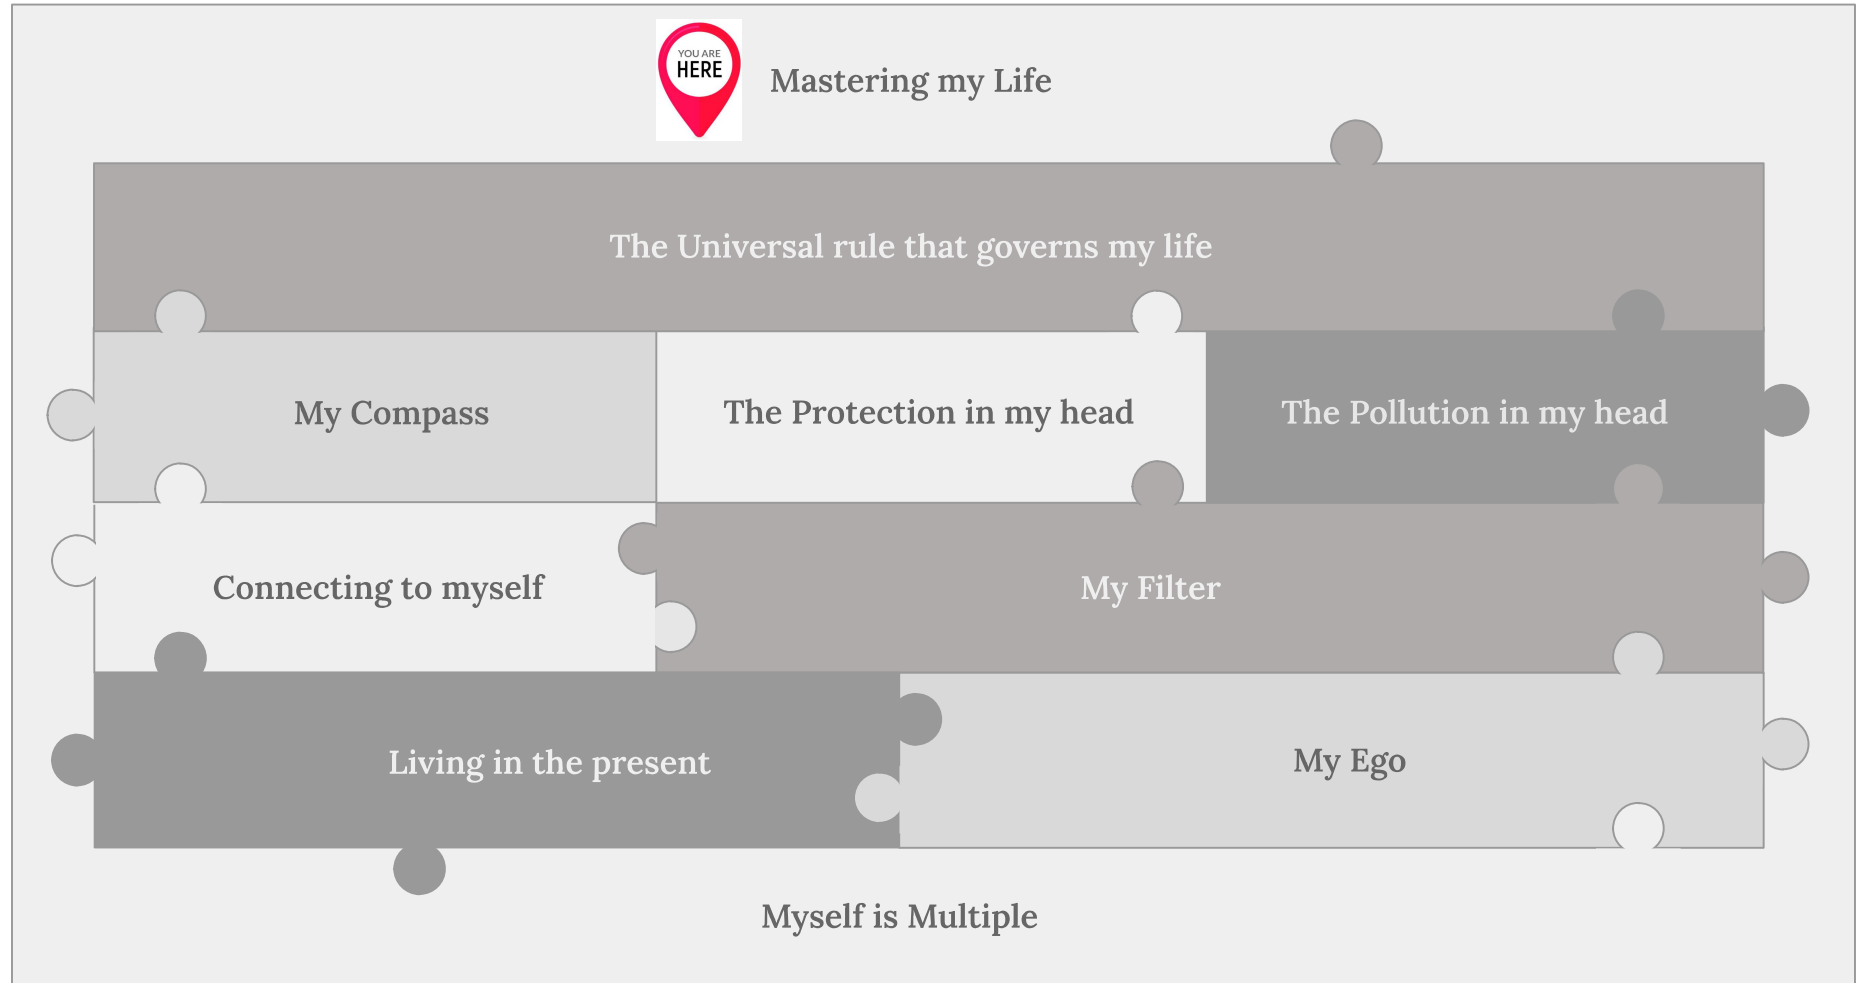 YOU ARE
HERE
Mastering my Life
The Universal rule that governs my life
My Compass
The Protection in my head
The Pollution in my head
Connecting to myself
My Filter
Living in the present
My Ego
Myself is Multiple